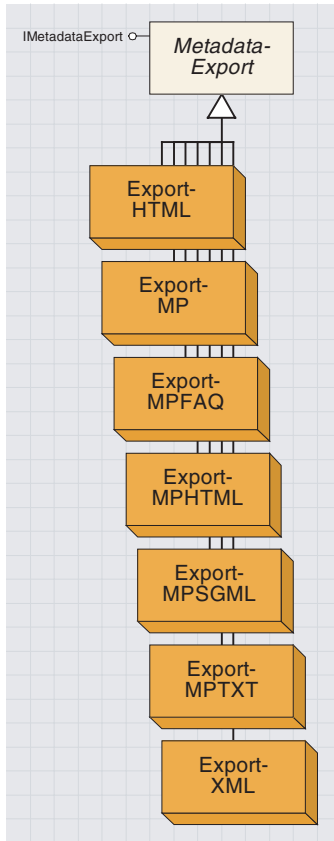 IMetadataExport
Metadata-
Export
Export-
HTML
Export-
MP
Export-
MPFAQ
Export-
MPHTML
Export-
MPSGML
Export-
MPTXT
Export-
XML